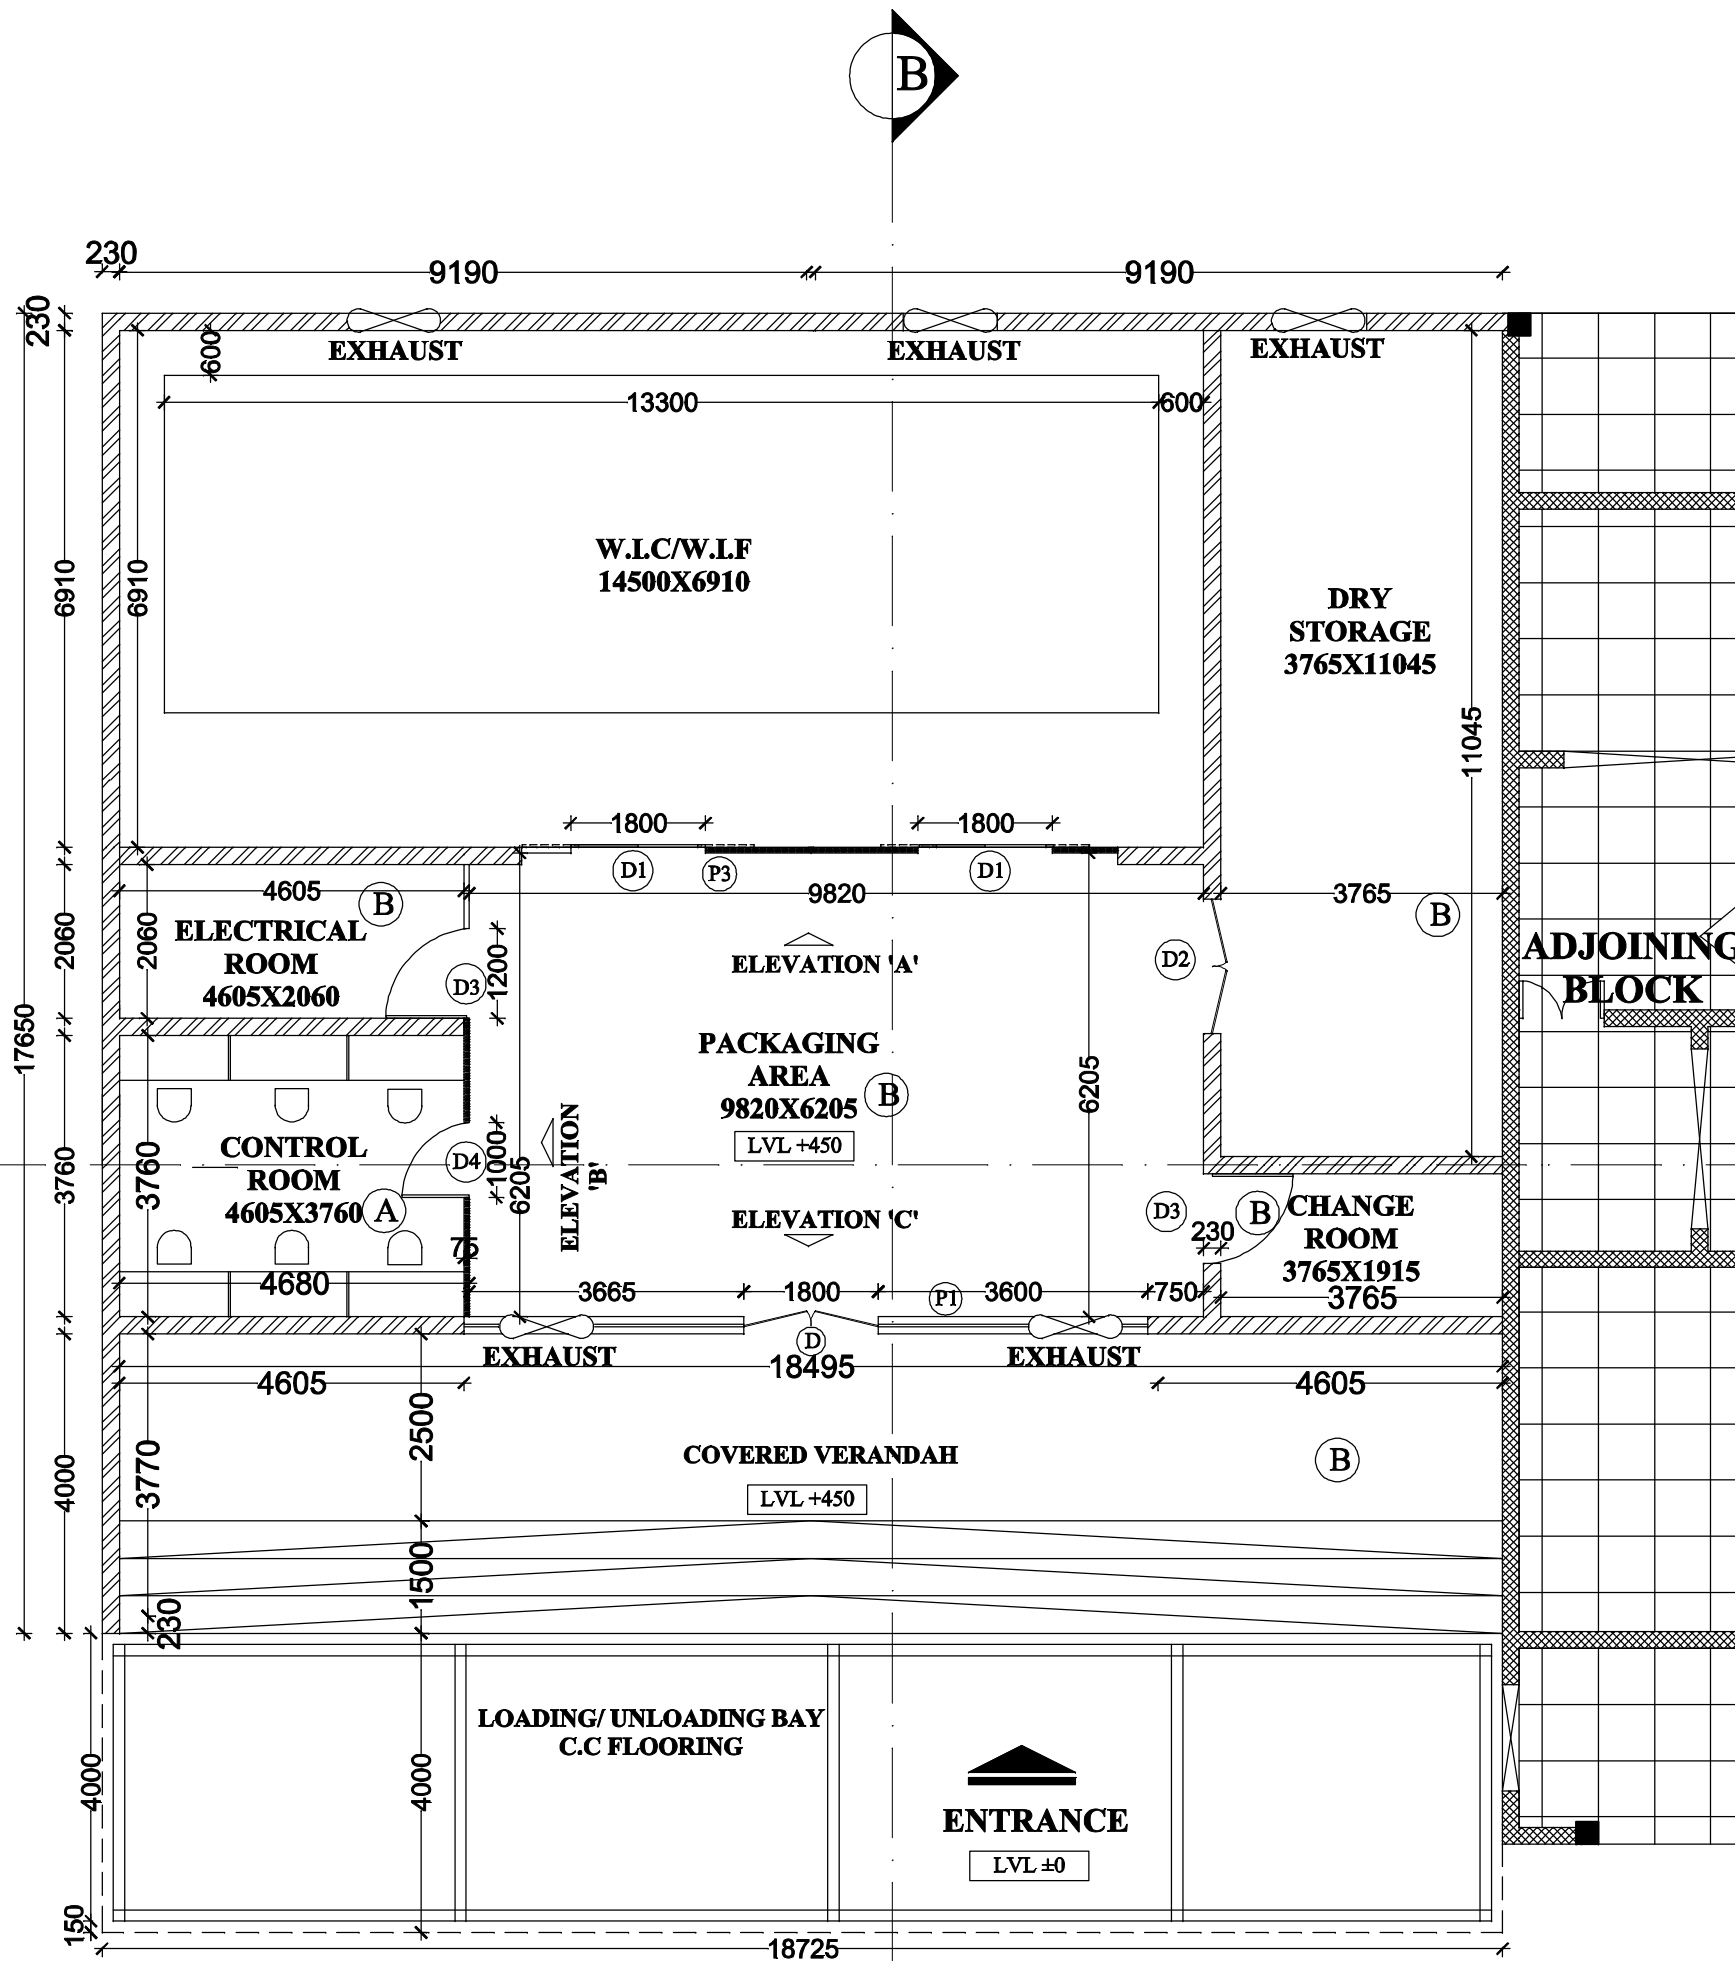 B
230
9190
9190
230
EXHAUST
EXHAUST
EXHAUST
600
13300
600
W.I.C/W.I.F
14500X6910
6910
6910
DRY
STORAGE
3765X11045
11045
1800
1800
D1
P3
D1
4605
B
9820
3765
B
ELECTRICAL
ROOM
4605X2060
2060
2060
D3
1200
ELEVATION 'A'
D2
ADJOINING
BLOCK
17650
PACKAGING
AREA
9820X6205
B
LVL +450
6205
CONTROL
ROOM
4605X3760
A
3760
3760
D4
1000
6205
ELEVATION
'B'
ELEVATION 'C'
D3
B
CHANGE
ROOM
3765X1915
230
75
4680
3665
1800
P1
3600
750
3765
D
EXHAUST
EXHAUST
18495
4605
4605
2500
3770
4000
COVERED VERANDAH
B
LVL +450
1500
230
LOADING/ UNLOADING BAY
C.C FLOORING
4000
4000
ENTRANCE
LVL ±0
150
18725